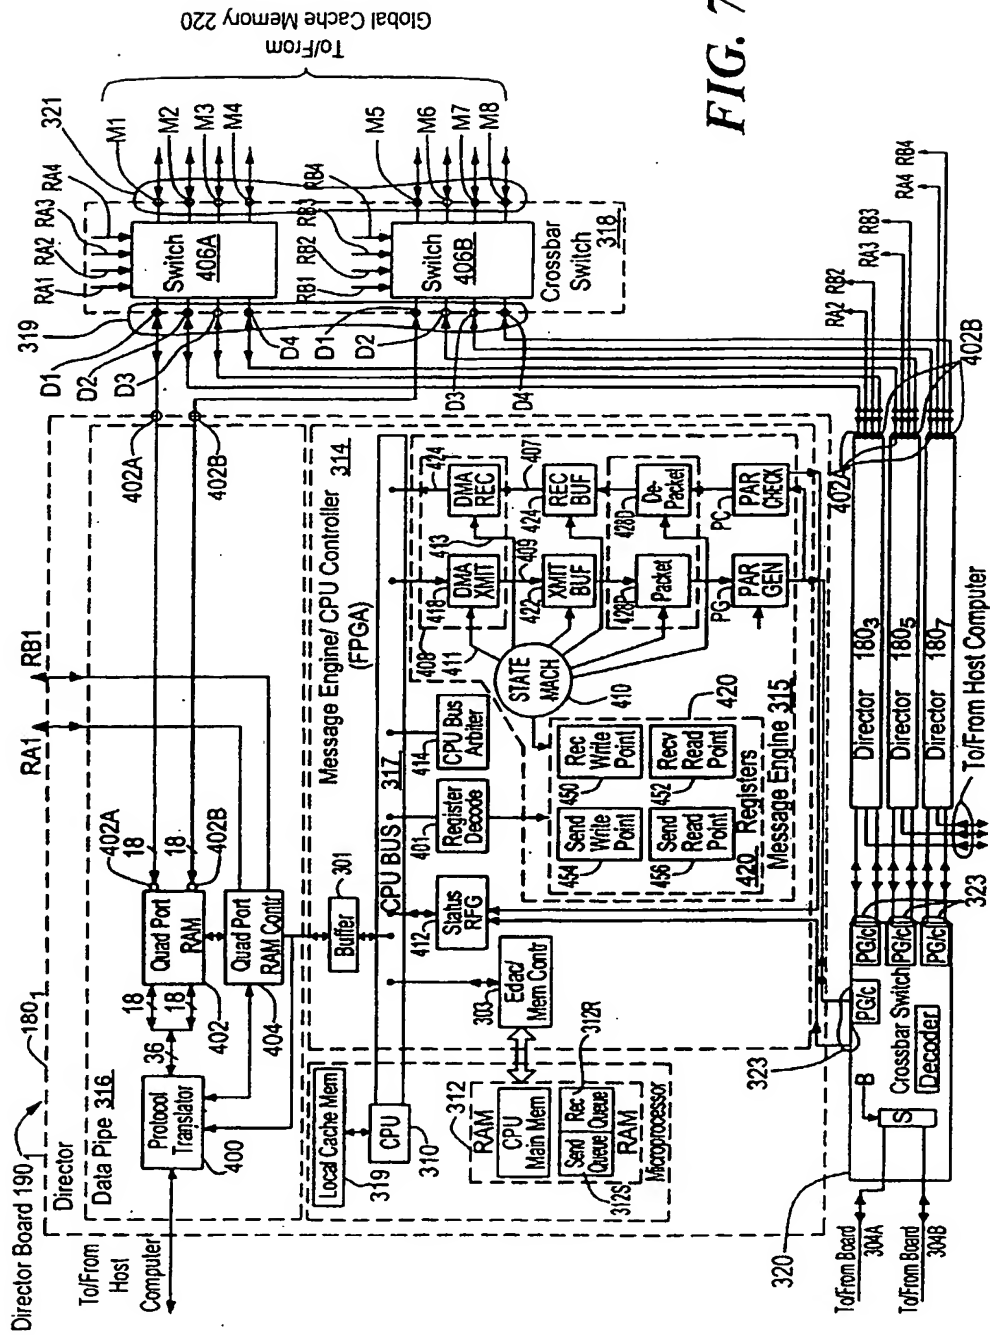 FIG. 7
To/From
Global Cache Memory 220
321
M1
M2
M3
M4
M5
M6
M7
M8
RA1
RA2
RA3
RA4
Switch
406A
RB1
RB2
RB3
RB4
Switch
406B
Crossbar
Switch
318
319
D1
D2
D3
D4
D1
D2
D3
D4
Director Board 190₁
180₁
Director
Data Pipe 316
To/From
Host
Computer
Protocol
Translator
400
36
18
18
Quad Port
RAM
402
18
18
402A
402B
402A
402B
Quad Port
RAM Contr
404
RA1
RB1
Message Engine/ CPU Controller
(FPGA)
314
Buffer
301
CPU BUS
317
Local Cache Mem
319
CPU
310
312
RAM
CPU
Main Mem
Send
Queue
Rec
Queue
RAM
312S
312R
Microprocessor
Edac/
Mem Contr
303
Status
RFG
412
Register
Decode
401
CPU Bus
Arbiter
414
STATE
MACH
410
408
411
413
DMA
XMIT
418
DMA
REC
424
409
407
XMIT
BUF
422
REC
BUF
424
Packet
428P
De-
Packet
428D
PAR
GEN
PG
PAR
CHECK
PC
Send
Write
Point
454
Rec
Write
Point
450
Send
Read
Point
456
Recv
Read
Point
452
420
420 Registers
Message Engine 315
RA2
RB2
RA3
RB3
RA4
RB4
402A
402B
Director 180₃
Director 180₅
Director 180₇
To/From Host Computer
323
323
PG/c
PG/c
PG/c
PG/c
Crossbar Switch
Decoder
B
S
320
To/From Board
304A
To/From Board
304B